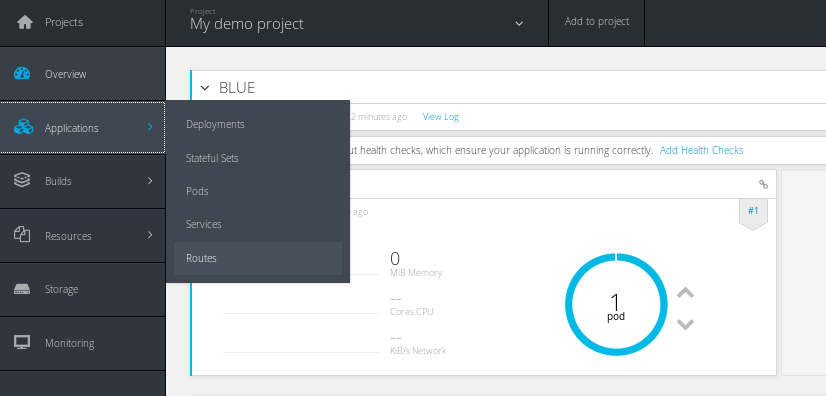 Projects
Project
My demo project
Add to project
Overview
BLUE
Applications
2 minutes ago View Log
Deployments
Stateful Sets
health checks, which ensure your application is running correctly. Add Health Checks
Builds
Pods
ago
#1
Services
Resources
Routes
0
MiB Memory
Storage
--
Cores CPU
1
pod
Monitoring
--
KiB/s Network